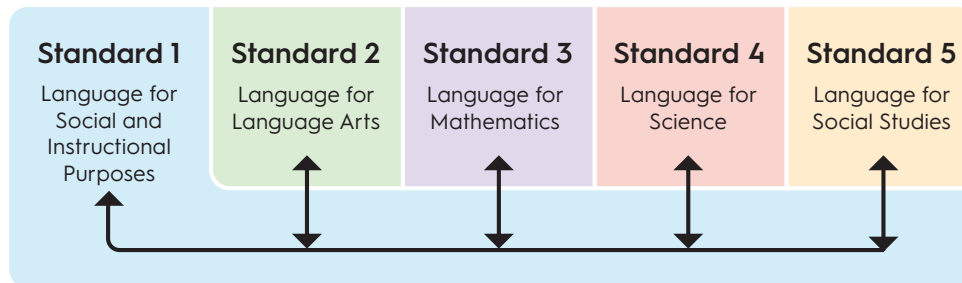 Standard 1
Language for
Social and
Instructional
Purposes
Standard 2
Language for
Language Arts
Standard 3
Language for
Mathematics
Standard 4
Language for
Science
Standard 5
Language for
Social Studies